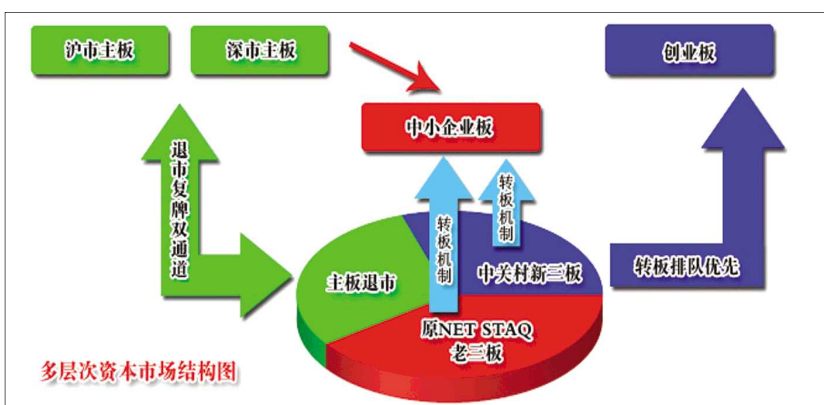 沪市主板
深市主板
创业板
中小企业板
退市复牌双通道
转板机制
转板机制
主板退市
中关村新三板
转板排队优先
原NET STAQ
老三板
多层次资本市场结构图